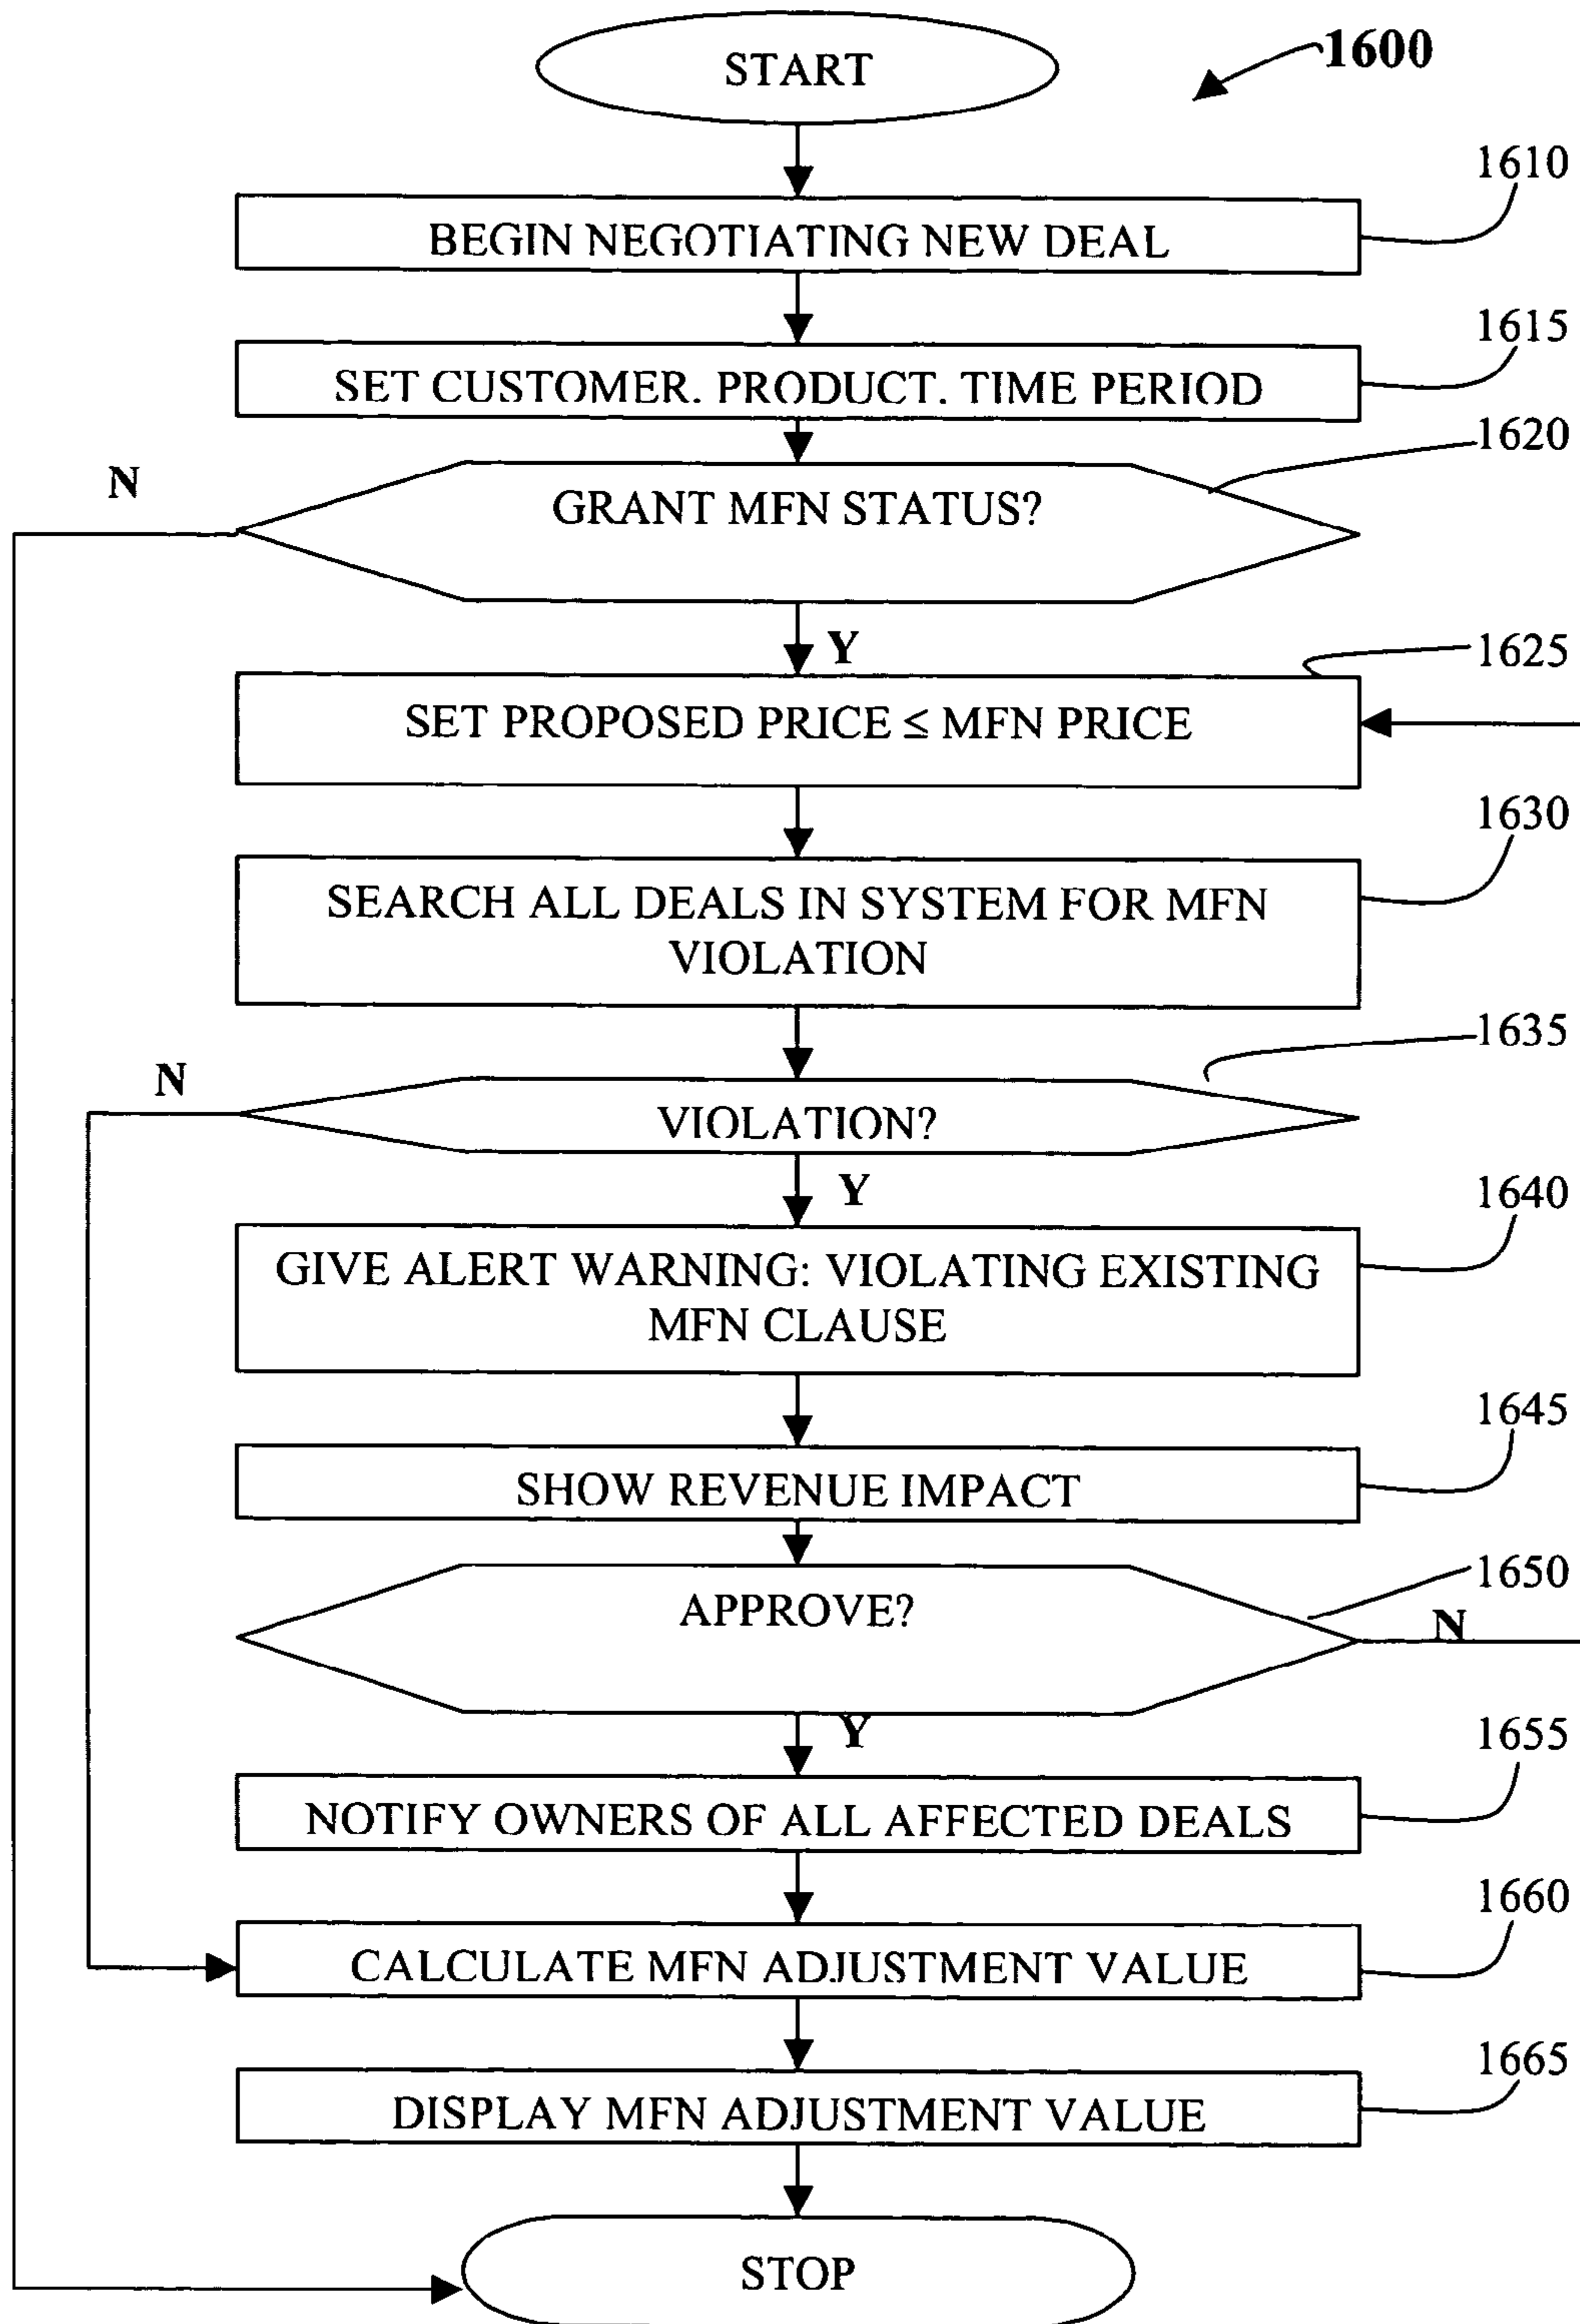 START
1600
1610
BEGIN NEGOTIATING NEW DEAL
1615
SET CUSTOMER. PRODUCT. TIME PERIOD
1620
N
GRANT MFN STATUS?
Y
1625
SET PROPOSED PRICE ≤ MFN PRICE
1630
SEARCH ALL DEALS IN SYSTEM FOR MFN
VIOLATION
1635
N
VIOLATION?
Y
1640
GIVE ALERT WARNING: VIOLATING EXISTING
MFN CLAUSE
1645
SHOW REVENUE IMPACT
1650
APPROVE?
N
Y
1655
NOTIFY OWNERS OF ALL AFFECTED DEALS
1660
CALCULATE MFN ADJUSTMENT VALUE
1665
DISPLAY MFN ADJUSTMENT VALUE
STOP